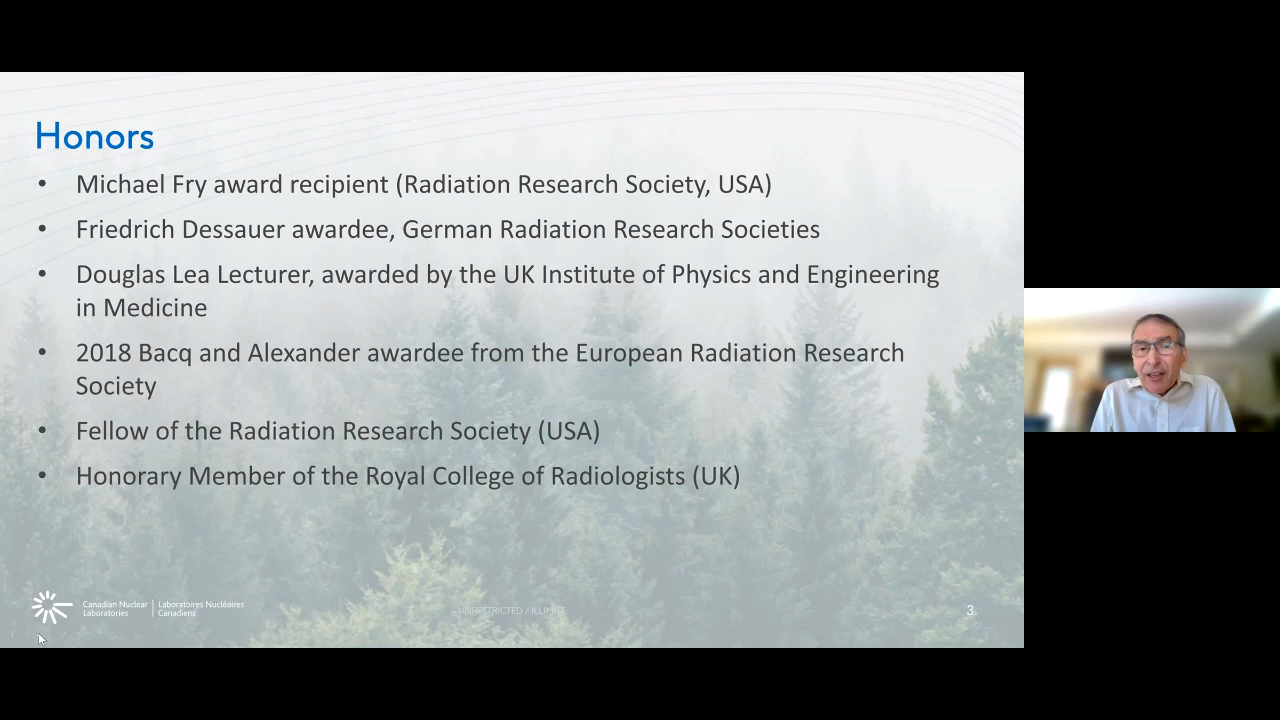 Honors
• Michael Fry award recipient (Radiation Research Society, USA)
• Friedrich Dessauer awardee, German Radiation Research Societies
• Douglas Lea Lecturer, awarded by the UK Institute of Physics and Engineering
in Medicine
• 2018 Bacq and Alexander awardee from the European Radiation Research
Society
• Fellow of the Radiation Research Society (USA)
• Honorary Member of the Royal College of Radiologists (UK)
Canadian Nuclear | Laboratoires Nucléaires
Laboratories | Canadiens
UNRESTRICTED / ILLIMITÉ
3